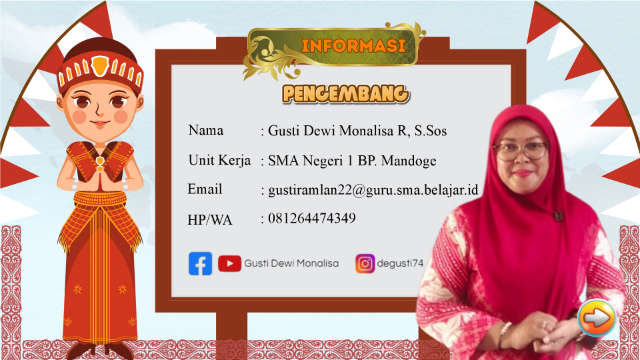 INFORMASI
PENGEMBANG
Nama : Gusti Dewi Monalisa R, S.Sos
Unit Kerja : SMA Negeri 1 BP. Mandoge
Email : gustiramlan22@guru.sma.belajar.id
HP/WA : 081264474349
Gusti Dewi Monalisa degusti74